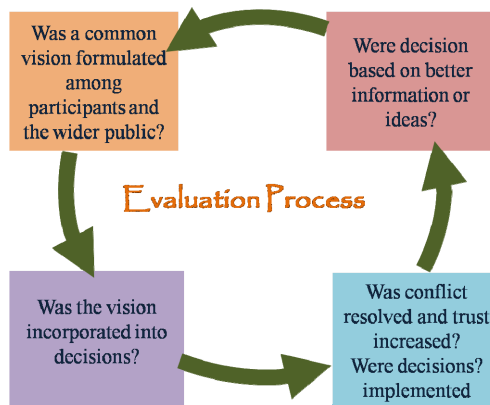 Was a common
vision formulated
among
participants and
the wider public?
Were decision
based on better
information or
ideas?
Evaluation Process
Was the vision
incorporated into
decisions?
Was conflict
resolved and trust
increased?
Were decisions?
implemented